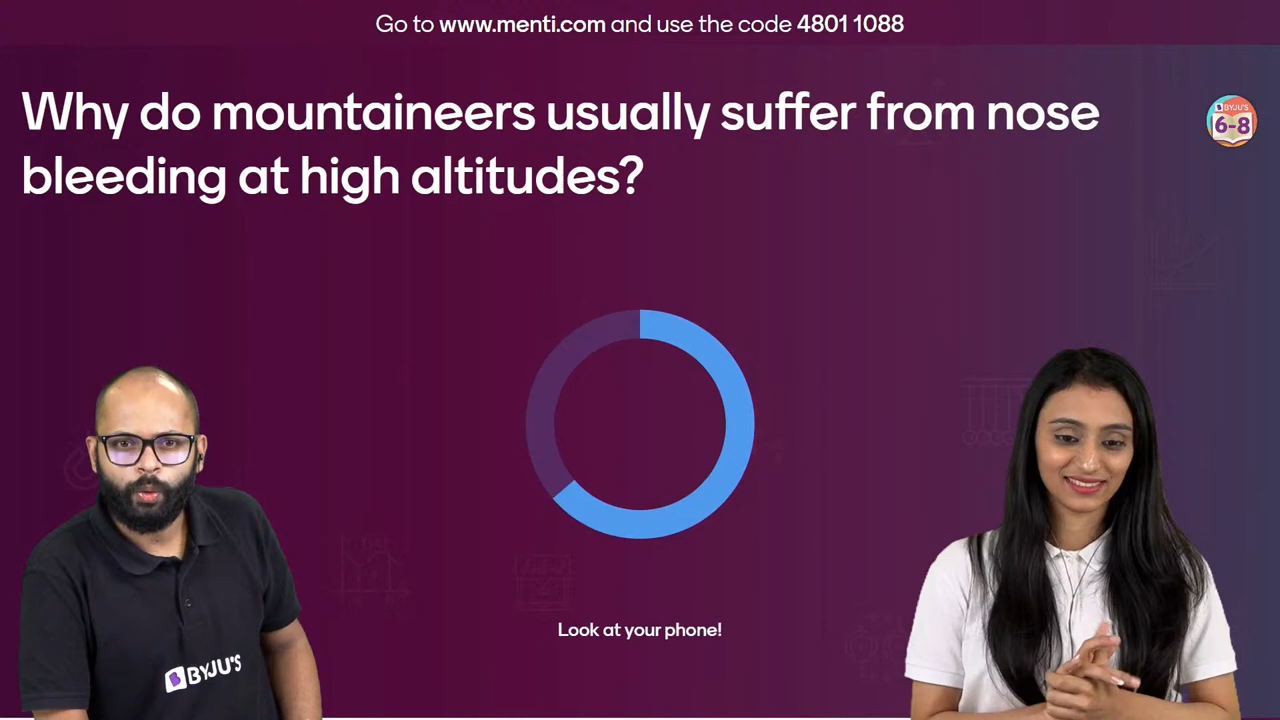 Go to www.menti.com and use the code 4801 1088
Why do mountaineers usually suffer from nose
bleeding at high altitudes?
BYJU'S
6-8
Look at your phone!
BYJU'S